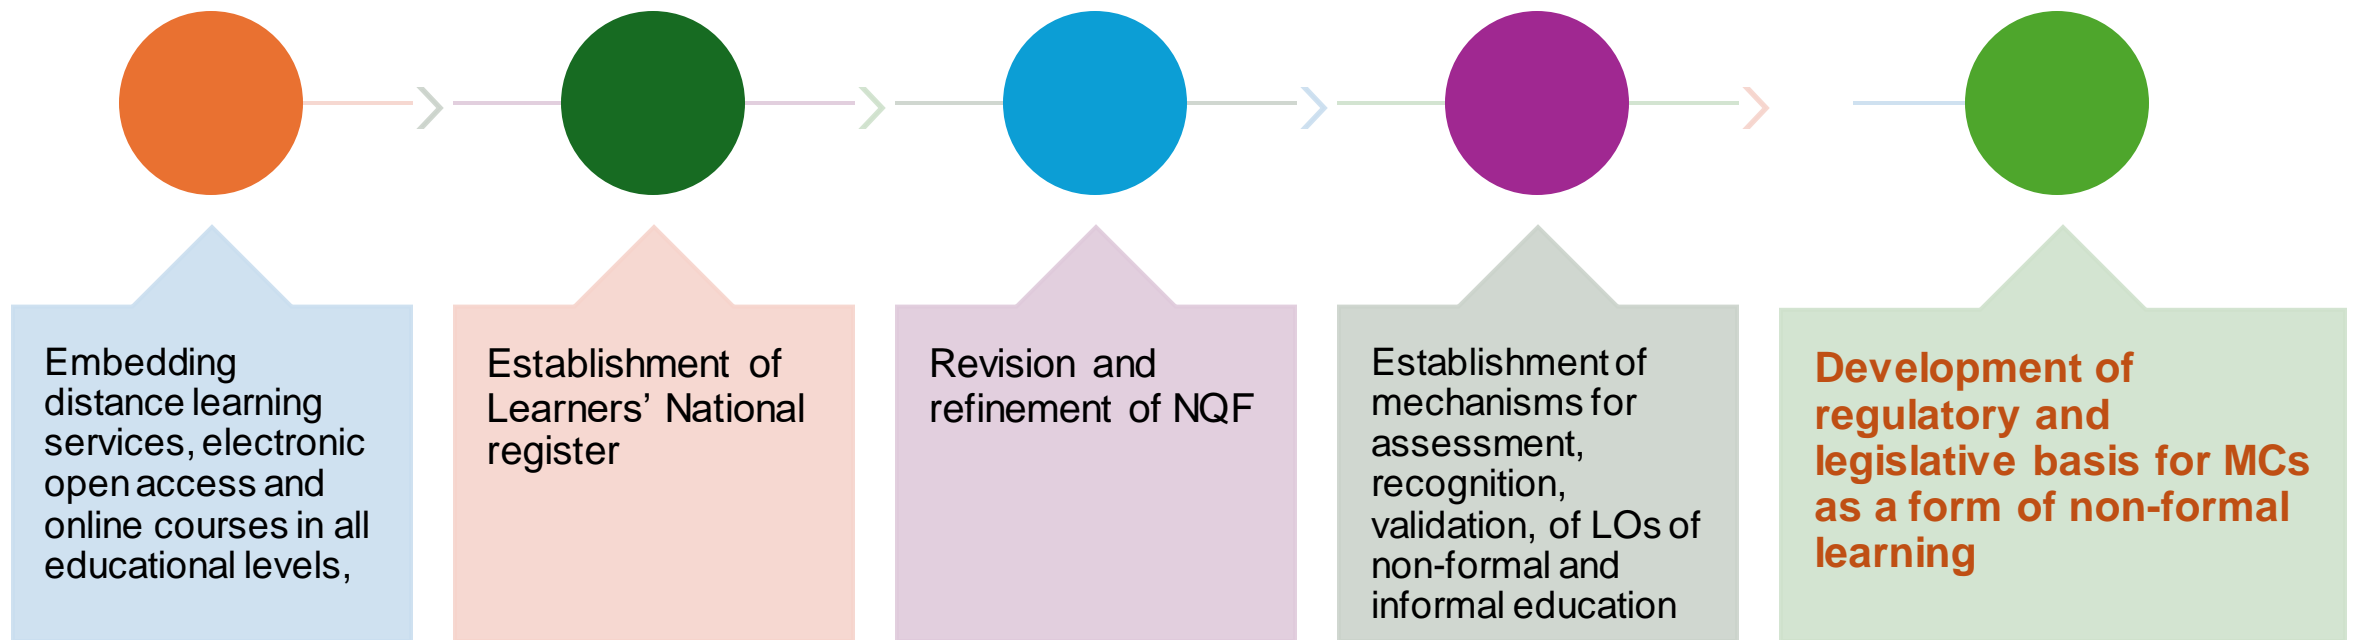 Embedding
distance learning
services, electronic
open access and
online courses in all
educational levels,
Establishment of
Learners’ National
register
Revision and
refinement of NQF
Establishment of
mechanisms for
assessment,
recognition,
validation, of LOs of
non-formal and
informal education
Development of
regulatory and
legislative basis for MCs
as a form of non-formal
learning